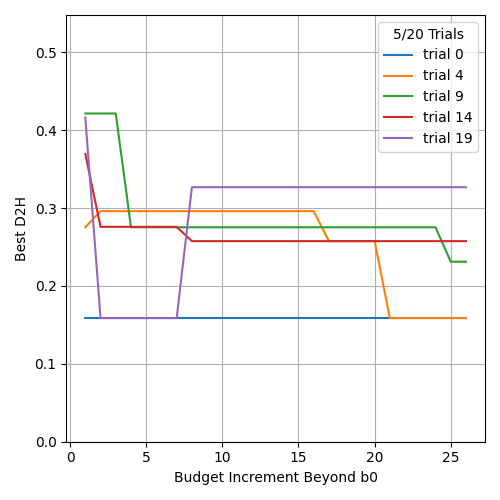 5/20 Trials
trial 0
trial 4
trial 9
trial 14
trial 19
Best D2H
0.5
0.4
0.3
0.2
0.1
0.0
0 5 10 15 20 25
Budget Increment Beyond b0